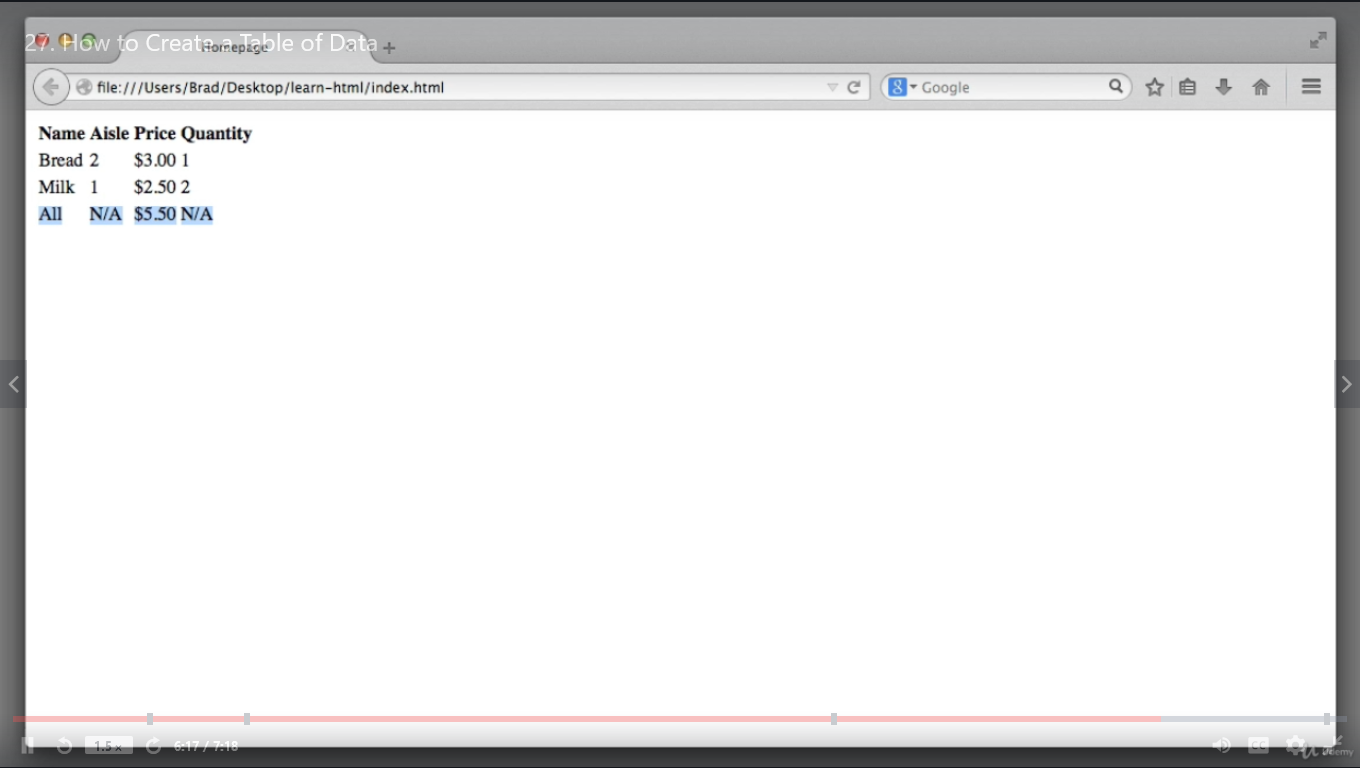 27. How to Create a Table of Data
Homepage
file:///Users/Brad/Desktop/learn-html/index.html
Google
Name Aisle Price Quantity
Bread 2 $3.00 1
Milk 1 $2.50 2
All N/A $5.50 N/A
1.5 x 6:17 / 7:18
CC
Udemy